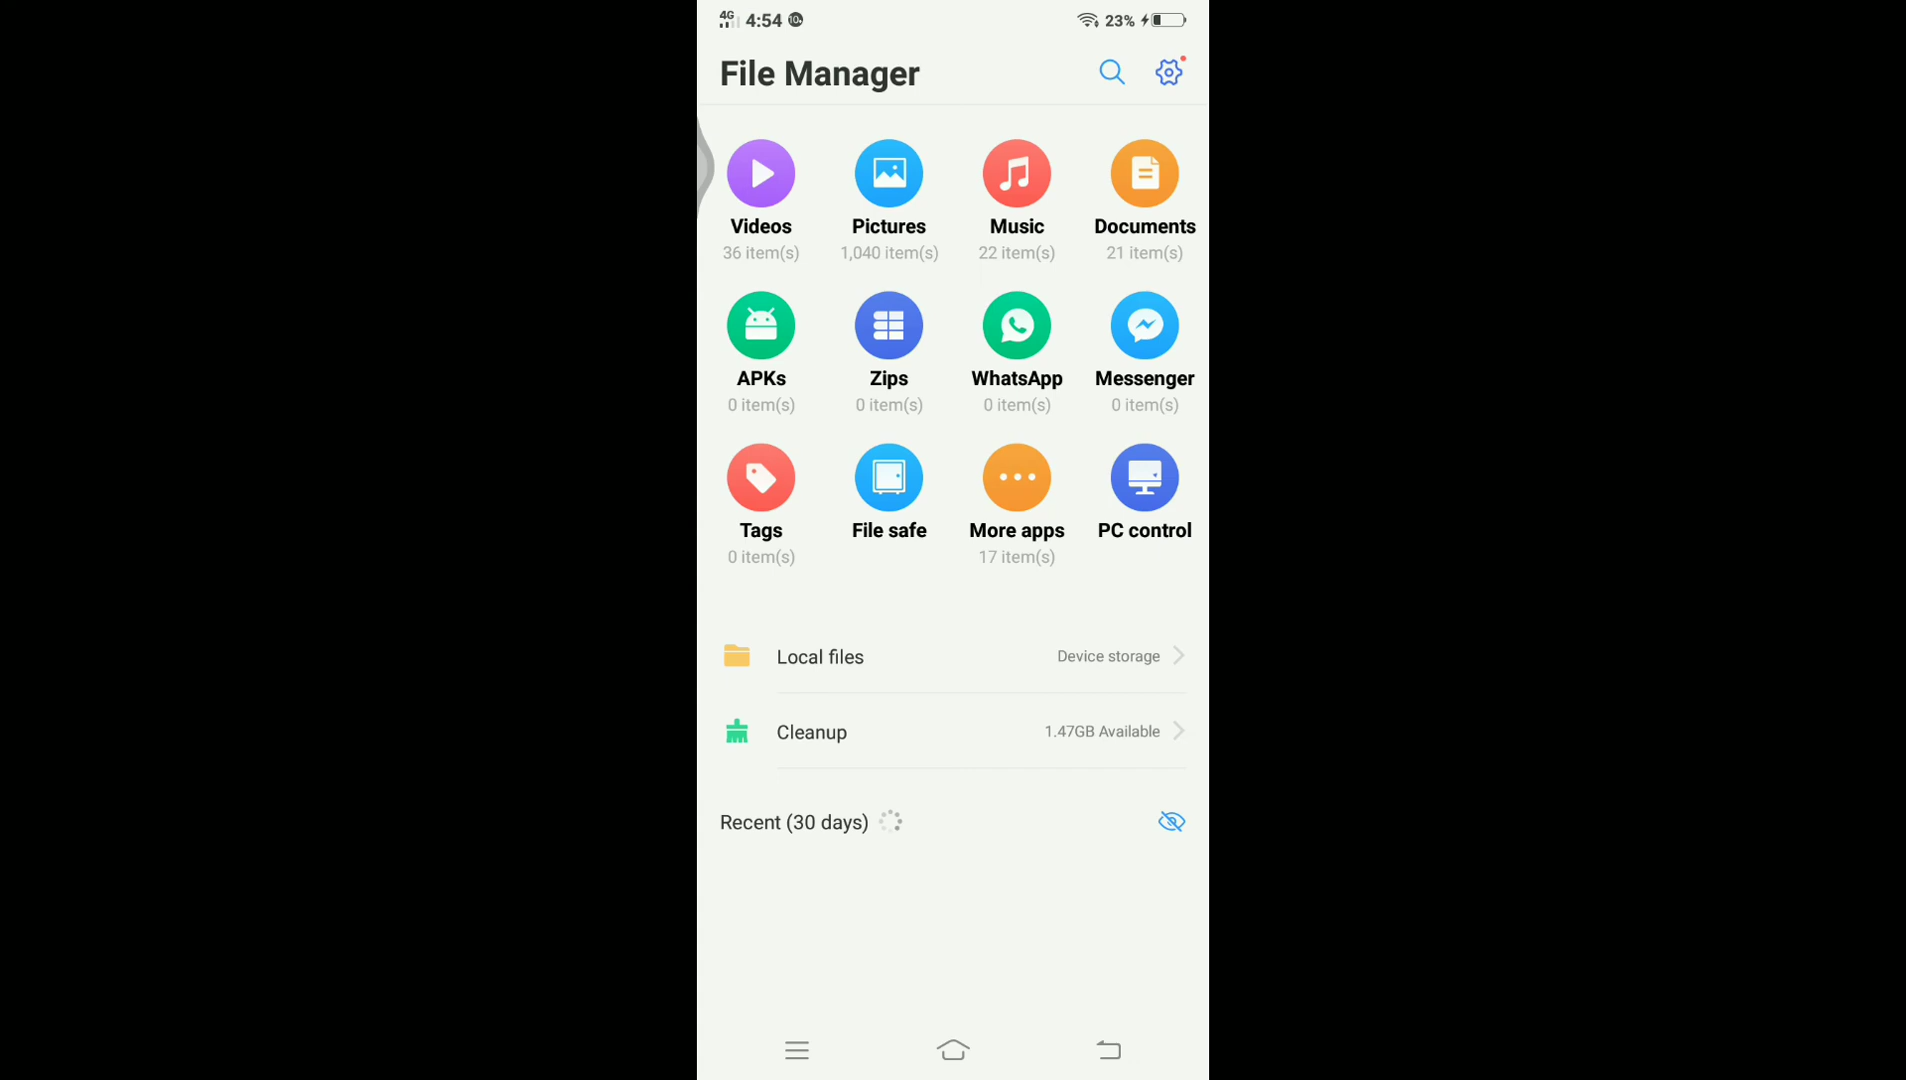 4G 4:54 10+ 23%
File Manager
Videos Pictures Music Documents
36 item(s) 1,040 item(s) 22 item(s) 21 item(s)
APKs Zips WhatsApp Messenger
0 item(s) 0 item(s) 0 item(s) 0 item(s)
Tags File safe More apps PC control
0 item(s) 17 item(s)
Local files Device storage
Cleanup 1.47GB Available
Recent (30 days)